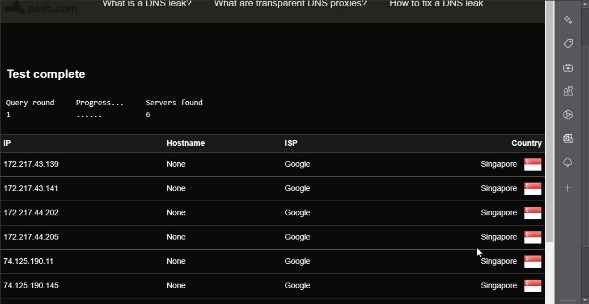 What is a DNS leak? What are transparent DNS proxies? How to fix a DNS leak
Test complete
Query round Progress... Servers found
1 ...... 6
IP Hostname ISP Country
172.217.43.139 None Google Singapore
172.217.43.141 None Google Singapore
172.217.44.202 None Google Singapore
172.217.44.205 None Google Singapore
74.125.190.11 None Google Singapore
74.125.190.145 None Google Singapore